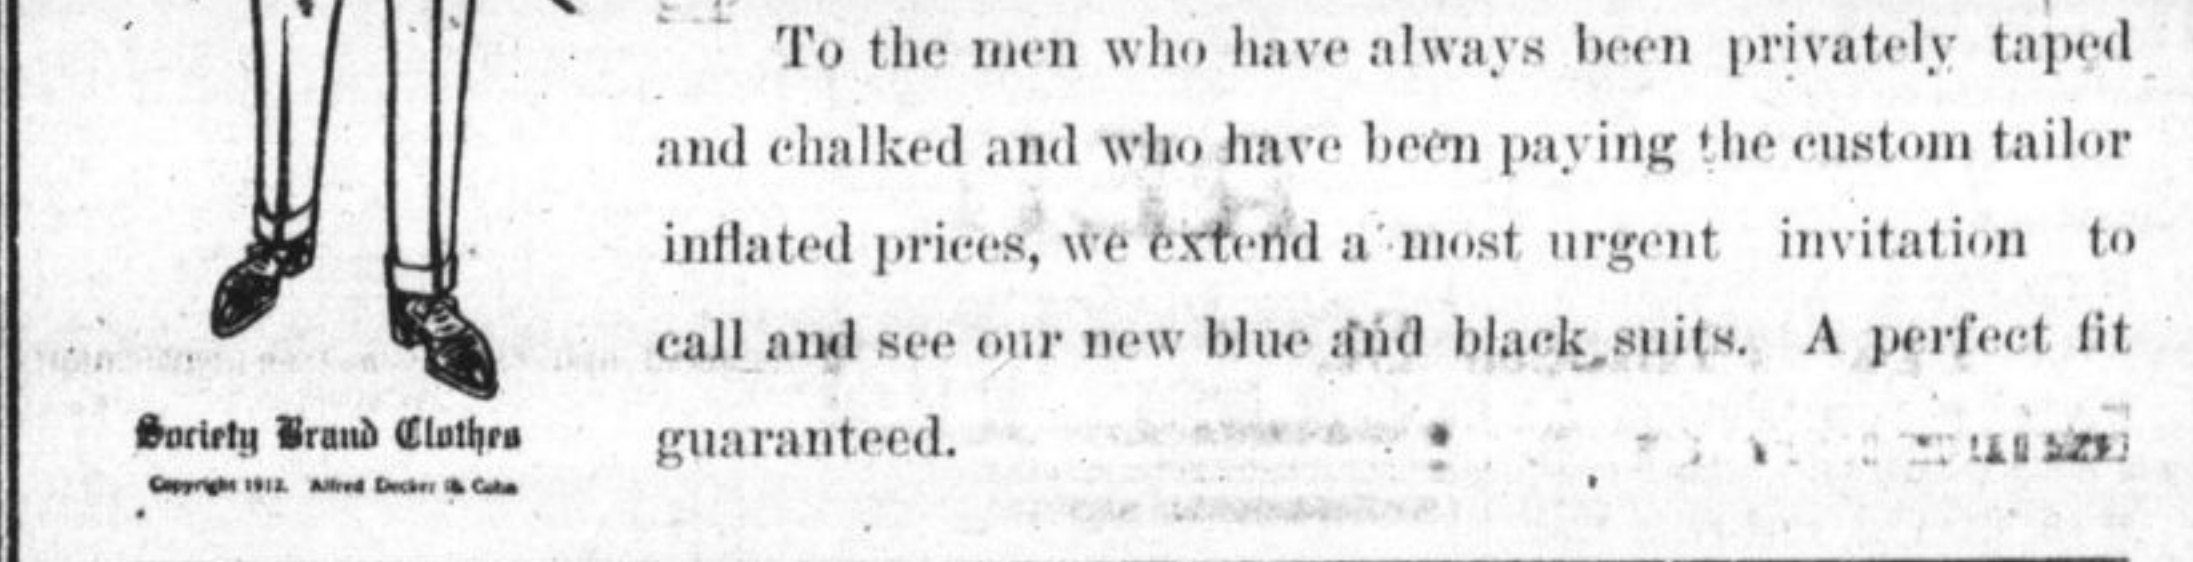 To the men who have always been privately taped
and chalked and who have been paying the custom tailor
inflated prices, we extend a most urgent invitation to
call and see our new blue and black suits. A perfect fit
guaranteed.
Society Brand Clothes
Copyright 1912. Alfred Decker & Cohn